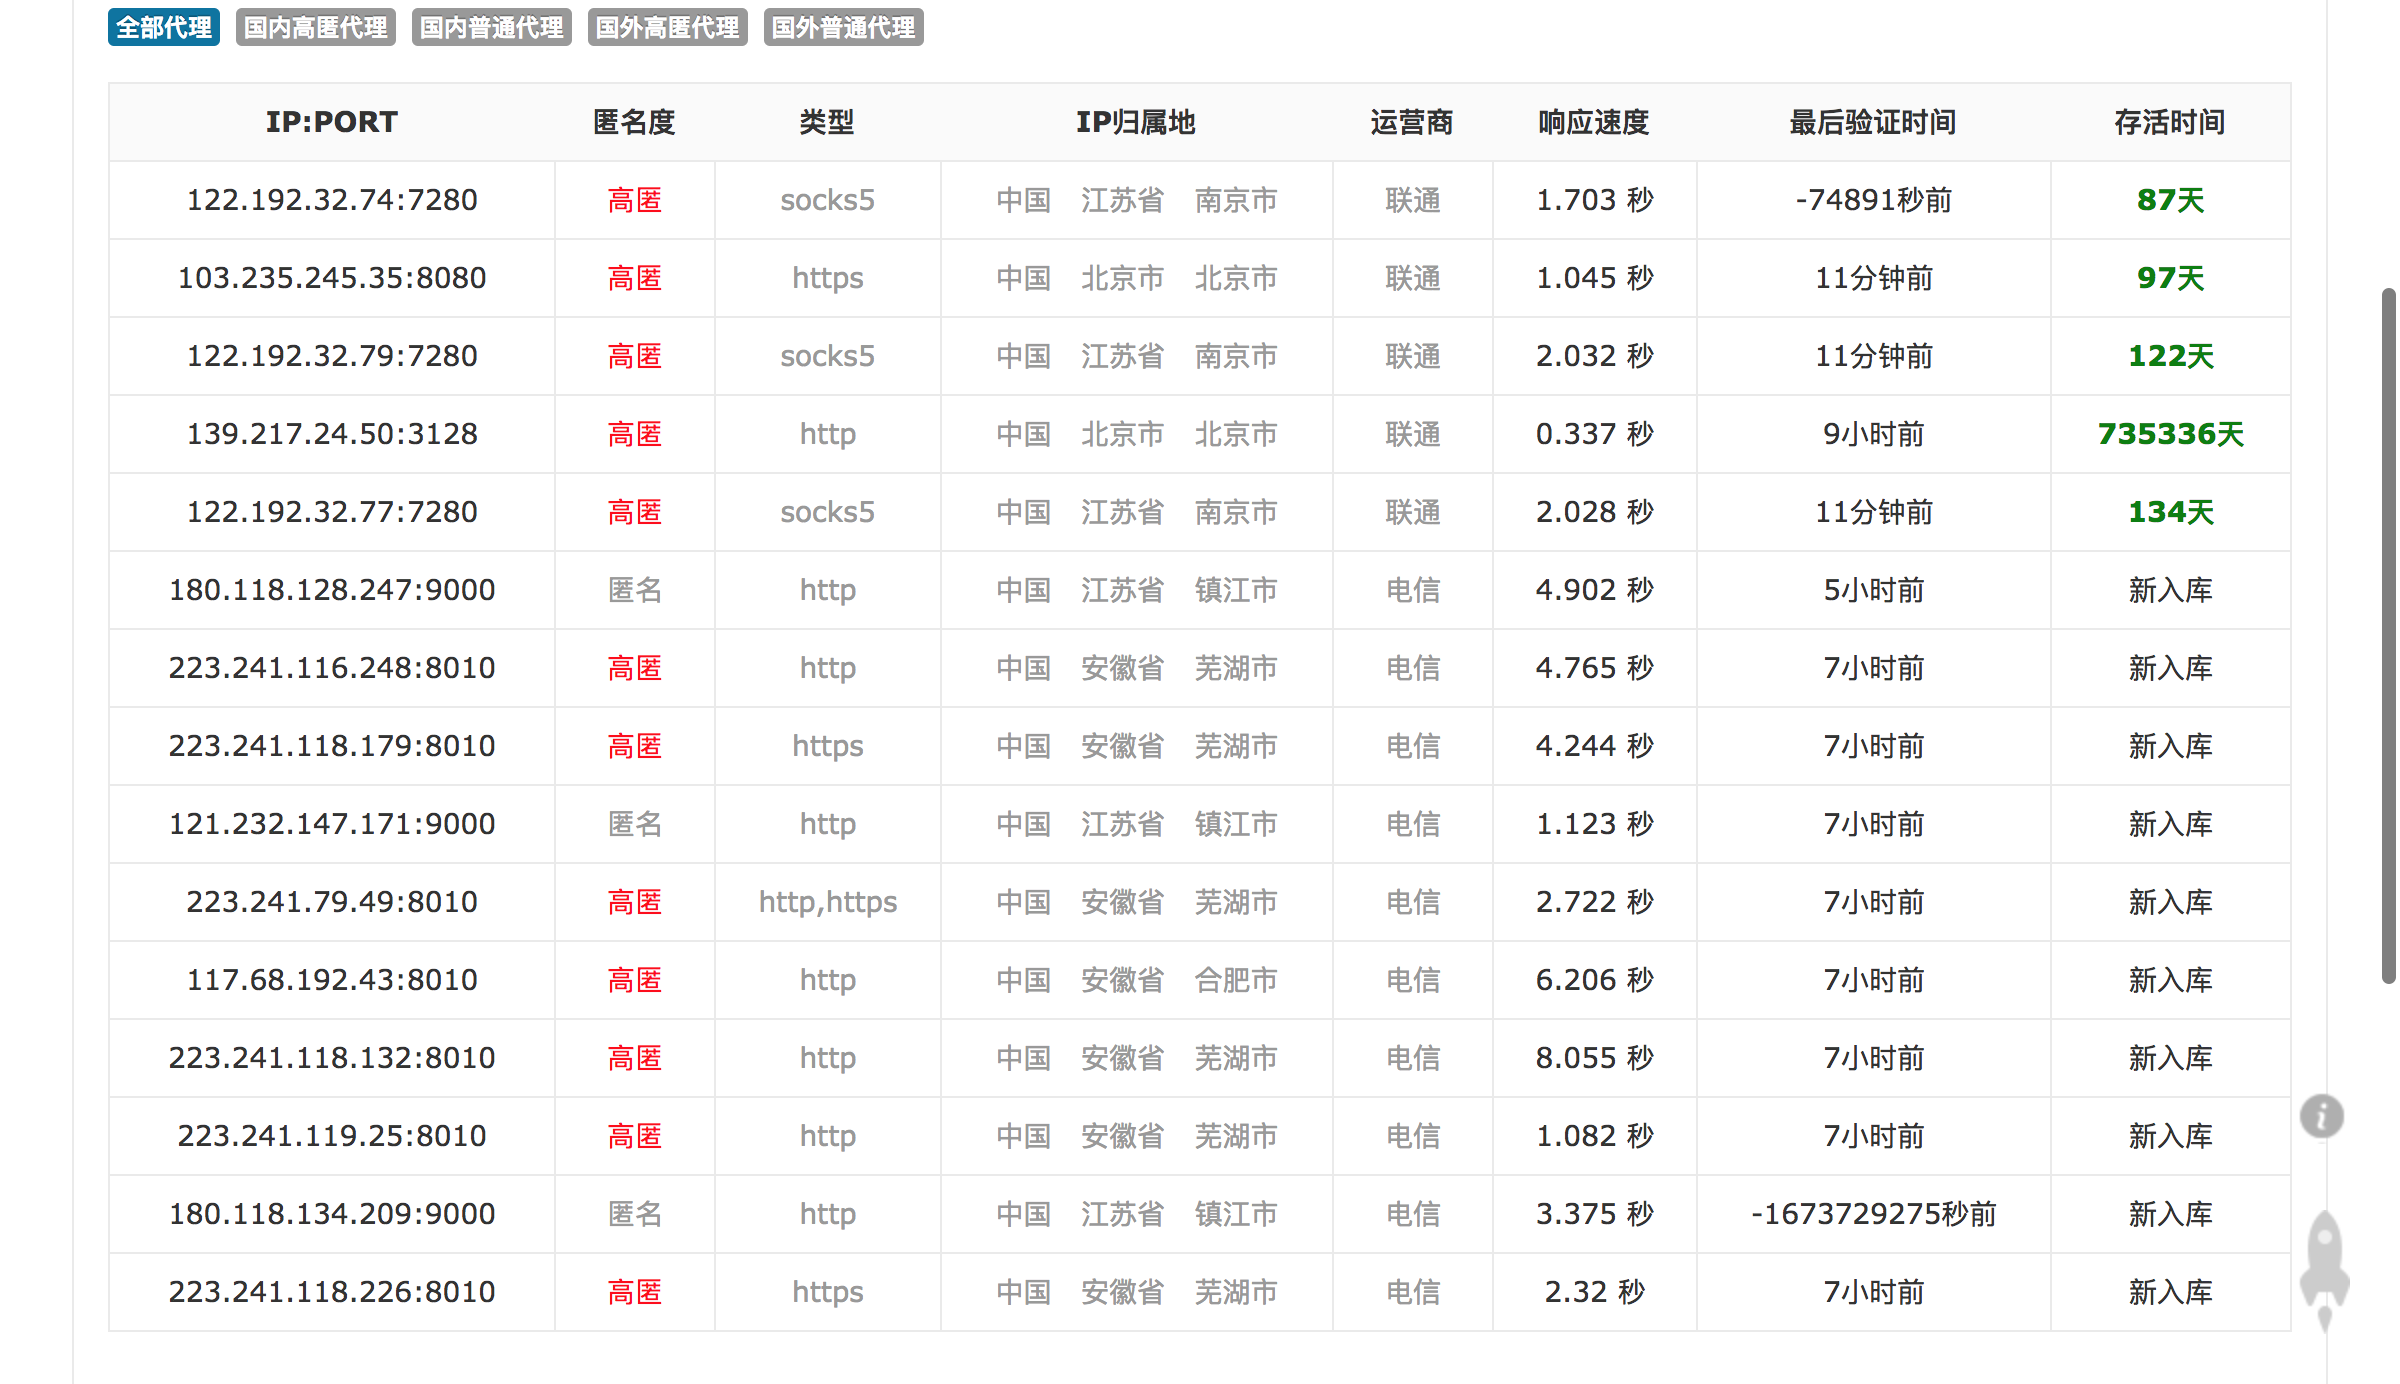 全部代理 国内高匿代理 国内普通代理 国外高匿代理 国外普通代理
IP:PORT 匿名度 类型 IP归属地 运营商 响应速度 最后验证时间 存活时间
122.192.32.74:7280 高匿 socks5 中国 江苏省 南京市 联通 1.703 秒 -74891秒前 87天
103.235.245.35:8080 高匿 https 中国 北京市 北京市 联通 1.045 秒 11分钟前 97天
122.192.32.79:7280 高匿 socks5 中国 江苏省 南京市 联通 2.032 秒 11分钟前 122天
139.217.24.50:3128 高匿 http 中国 北京市 北京市 联通 0.337 秒 9小时前 735336天
122.192.32.77:7280 高匿 socks5 中国 江苏省 南京市 联通 2.028 秒 11分钟前 134天
180.118.128.247:9000 匿名 http 中国 江苏省 镇江市 电信 4.902 秒 5小时前 新入库
223.241.116.248:8010 高匿 http 中国 安徽省 芜湖市 电信 4.765 秒 7小时前 新入库
223.241.118.179:8010 高匿 https 中国 安徽省 芜湖市 电信 4.244 秒 7小时前 新入库
121.232.147.171:9000 匿名 http 中国 江苏省 镇江市 电信 1.123 秒 7小时前 新入库
223.241.79.49:8010 高匿 http,https 中国 安徽省 芜湖市 电信 2.722 秒 7小时前 新入库
117.68.192.43:8010 高匿 http 中国 安徽省 合肥市 电信 6.206 秒 7小时前 新入库
223.241.118.132:8010 高匿 http 中国 安徽省 芜湖市 电信 8.055 秒 7小时前 新入库
223.241.119.25:8010 高匿 http 中国 安徽省 芜湖市 电信 1.082 秒 7小时前 新入库
180.118.134.209:9000 匿名 http 中国 江苏省 镇江市 电信 3.375 秒 -1673729275秒前 新入库
223.241.118.226:8010 高匿 https 中国 安徽省 芜湖市 电信 2.32 秒 7小时前 新入库